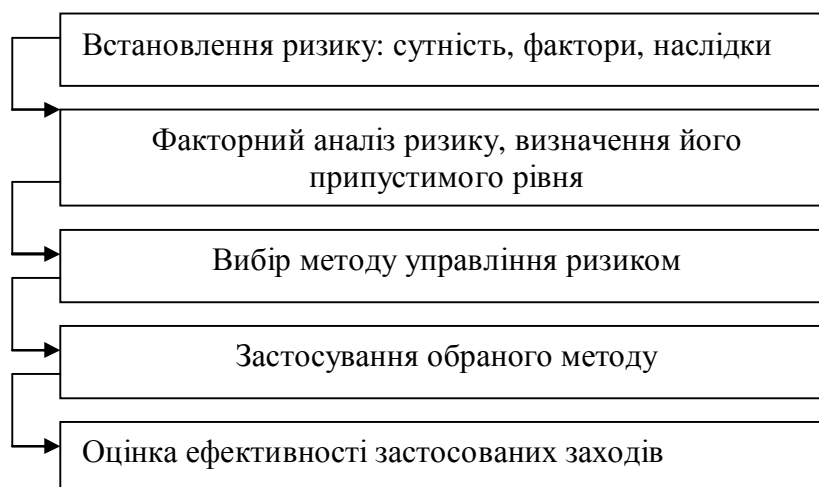 Встановлення ризику: сутність, фактори, наслідки
Факторний аналіз ризику, визначення його
припустимого рівня
Вибір методу управління ризиком
Застосування обраного методу
Оцінка ефективності застосованих заходів